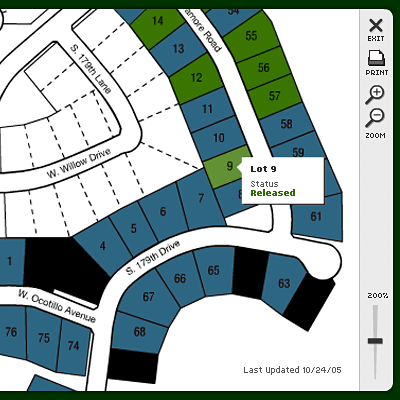 14
54
amore Road
S. 179th Lane
13
55
EXIT
12
56
PRINT
57
11
58
ZOOM
10
59
W. Willow Drive
9
Lot 9
Status
Released
7
6
61
5
4
S. 179th Drive
1
66
65
63
67
200%
W. Ocotillo Avenue
76
75
74
68
Last Updated 10/24/05